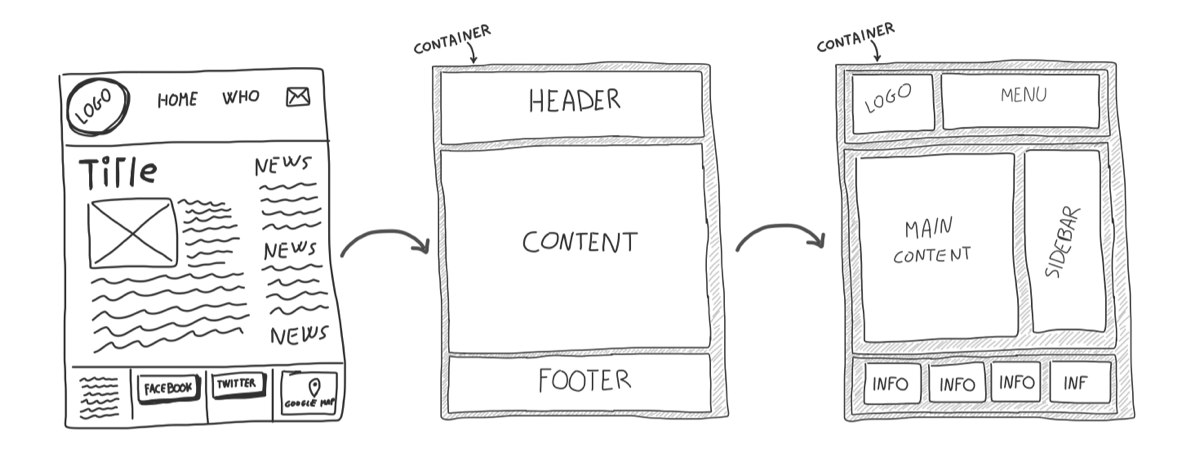 LOGO
HOME WHO
Title
NEWS
NEWS
NEWS
FACEBOOK
TWITTER
GOOGLE MAP
CONTAINER
HEADER
CONTENT
FOOTER
CONTAINER
LOGO
MENU
MAIN
CONTENT
SIDEBAR
INFO
INFO
INFO
INF